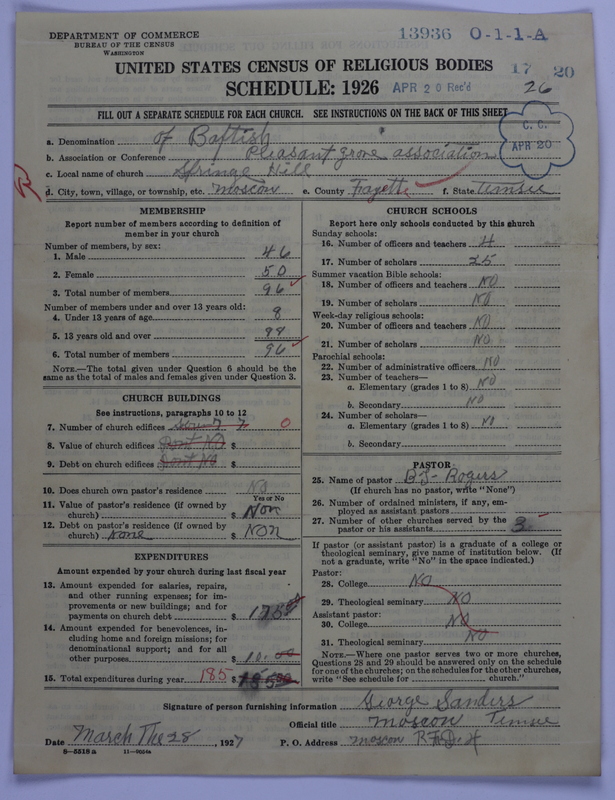 DEPARTMENT OF COMMERCE
BUREAU OF THE CENSUS
WASHINGTON
13936 O-1-1-A
UNITED STATES CENSUS OF RELIGIOUS BODIES
17 20
SCHEDULE: 1926 APR 20 Rec'd
26
FILL OUT A SEPARATE SCHEDULE FOR EACH CHURCH. SEE INSTRUCTIONS ON THE BACK OF THIS SHEET
C. C.
APR 20
a. Denomination of Baptish
b. Association or Conference Pleasant grove association
c. Local name of church Springe Hill
d. City, town, village, or township, etc. Moscon e. County Fayette f. State Tennsee
MEMBERSHIP
Report number of members according to definition of
member in your church
Number of members, by sex:
1. Male 46
2. Female 50
3. Total number of members 96
Number of members under and over 13 years old:
4. Under 13 years of age 8
5. 13 years old and over 88
6. Total number of members 96
NOTE.—The total given under Question 6 should be
same as the total of males and females given under Question 3.
CHURCH BUILDINGS
See instructions, paragraphs 10 to 12
7. Number of church edifices 0
8. Value of church edifices $
9. Debt on church edifices $
10. Does church own pastor's residence No
Yes or No
11. Value of pastor's residence (if owned by
church) $ Non
12. Debt on pastor's residence (if owned by
church) None $ NON
EXPENDITURES
Amount expended by your church during last fiscal year
13. Amount expended for salaries, repairs,
and other running expenses; for im-
provements or new buildings; and for
payments on church debt $ 175
14. Amount expended for benevolences, in-
cluding home and foreign missions; for
denominational support; and for all
other purposes $ 10.00
15. Total expenditures during year 185 $
CHURCH SCHOOLS
Report here only schools conducted by this church
Sunday schools:
16. Number of officers and teachers 4
17. Number of scholars 25
Summer vacation Bible schools:
18. Number of officers and teachers NO
19. Number of scholars NO
Week-day religious schools:
20. Number of officers and teachers NO
21. Number of scholars NO
Parochial schools:
22. Number of administrative officers NO
23. Number of teachers—
a. Elementary (grades 1 to 8) NO
b. Secondary NO
24. Number of scholars—
a. Elementary (grades 1 to 8) NO
b. Secondary
PASTOR
25. Name of pastor B J- Rogers
(If church has no pastor, write "None")
26. Number of ordained ministers, if any, em-
ployed as assistant pastors
27. Number of other churches served by the
pastor or his assistants 3
If pastor (or assistant pastor) is a graduate of a college or
theological seminary, give name of institution below. (If
not a graduate, write "No" in the space indicated.)
Pastor:
28. College NO
29. Theological seminary NO
Assistant pastor:
30. College NO
31. Theological seminary NO
NOTE.—Where one pastor serves two or more churches,
Questions 28 and 29 should be answered only on the schedule
for one of the churches; on the schedules for the other churches,
write "See schedule for church."
Signature of person furnishing information George Sanders
Official title moscon Tennsee
Date March The 28, 1927 P. O. Address moscon R.F.D. 4
8-5518 a 11-9554a